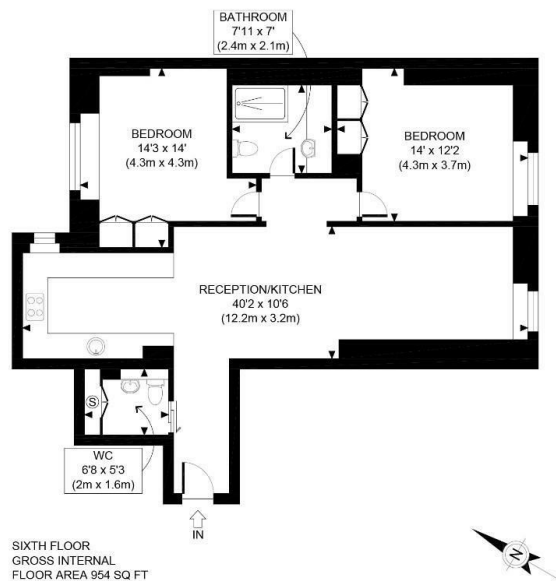 BATHROOM
7'11 x 7'
(2.4m x 2.1m)
BEDROOM
14'3 x 14'
(4.3m x 4.3m)
BEDROOM
14' x 12'2
(4.3m x 3.7m)
RECEPTION/KITCHEN
40'2 x 10'6
(12.2m x 3.2m)
S
WC
6'8 x 5'3
(2m x 1.6m)
IN
SIXTH FLOOR
GROSS INTERNAL
FLOOR AREA 954 SQ FT
N